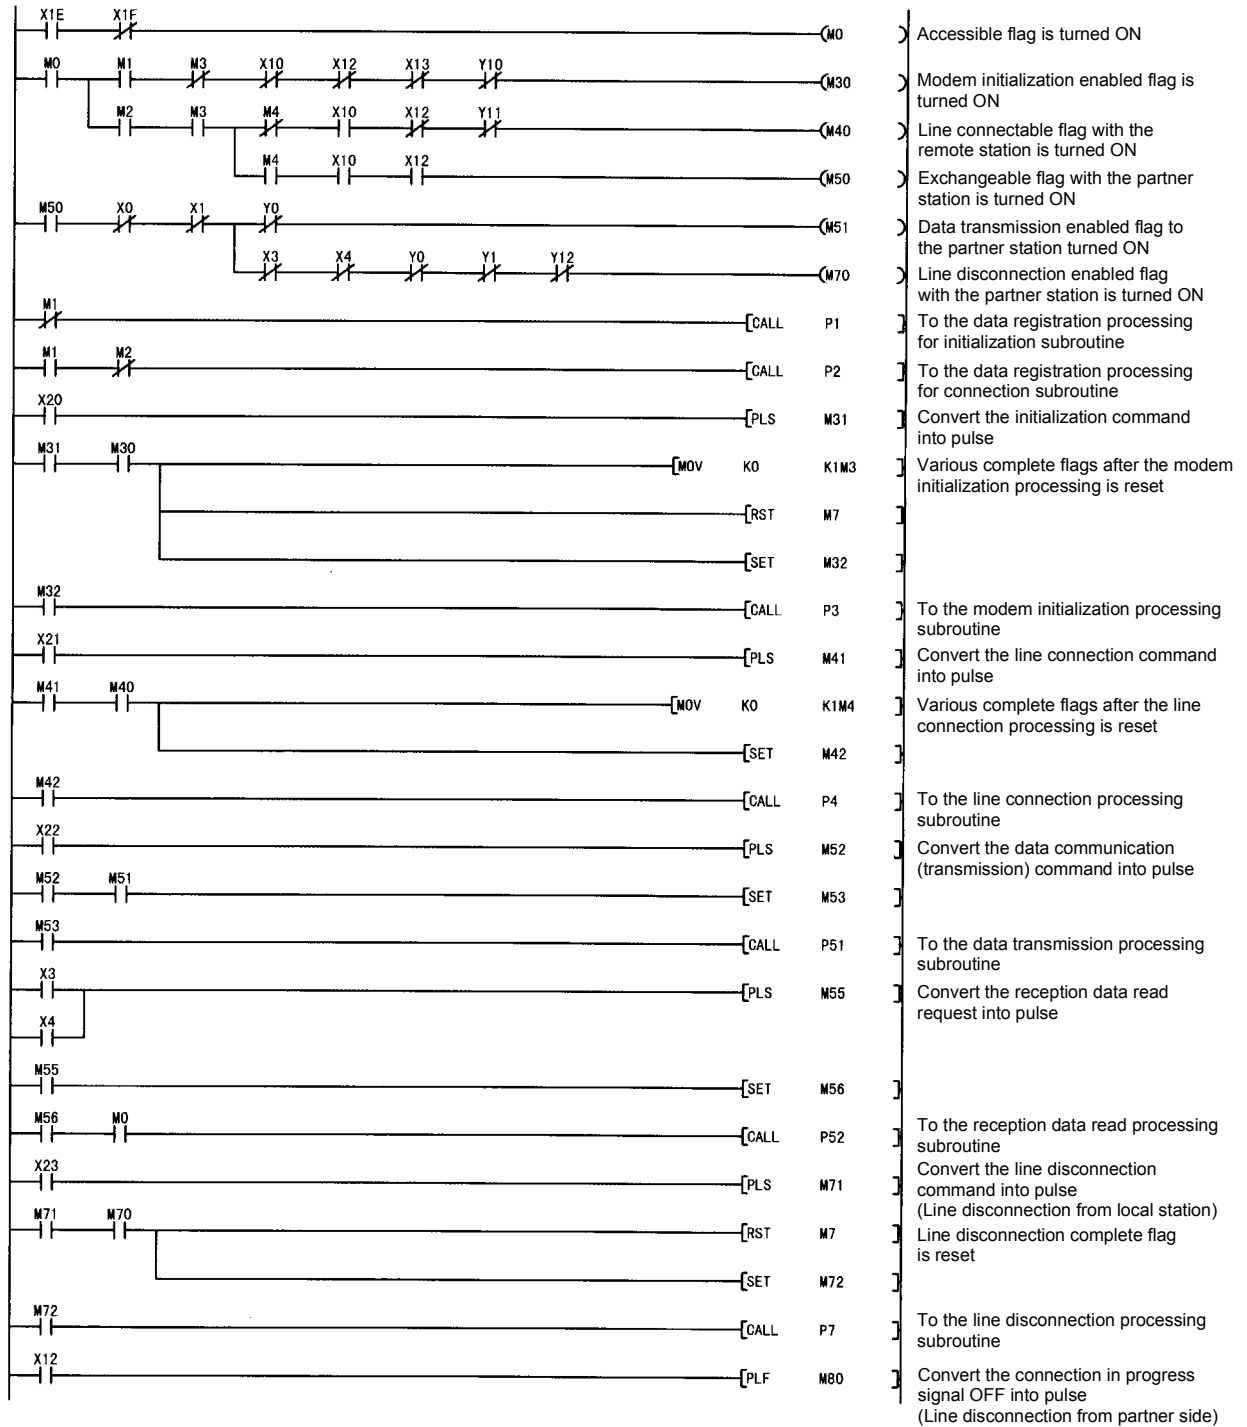 X1E X1F
(M0 ) Accessible flag is turned ON
M0 M1 M3 X10 X12 X13 Y10
(M30 ) Modem initialization enabled flag is
turned ON
M2 M3 M4 X10 X12 Y11
(M40 ) Line connectable flag with the
remote station is turned ON
M4 X10 X12
(M50 ) Exchangeable flag with the partner
station is turned ON
M50 X0 X1 Y0
(M51 ) Data transmission enabled flag to
the partner station turned ON
X3 X4 Y0 Y1 Y12
(M70 ) Line disconnection enabled flag
with the partner station is turned ON
M1
[CALL P1 ] To the data registration processing
for initialization subroutine
M1 M2
[CALL P2 ] To the data registration processing
for connection subroutine
X20
[PLS M31 ] Convert the initialization command
into pulse
M31 M30
[MOV K0 K1M3 ] Various complete flags after the modem
initialization processing is reset
[RST M7 ]
[SET M32 ]
M32
[CALL P3 ] To the modem initialization processing
subroutine
X21
[PLS M41 ] Convert the line connection command
into pulse
M41 M40
[MOV K0 K1M4 ] Various complete flags after the line
connection processing is reset
[SET M42 ]
M42
[CALL P4 ] To the line connection processing
subroutine
X22
[PLS M52 ] Convert the data communication
(transmission) command into pulse
M52 M51
[SET M53 ]
M53
[CALL P51 ] To the data transmission processing
subroutine
X3
[PLS M55 ] Convert the reception data read
request into pulse
X4
M55
[SET M56 ]
M56 M0
[CALL P52 ] To the reception data read processing
subroutine
X23
[PLS M71 ] Convert the line disconnection
command into pulse
(Line disconnection from local station)
M71 M70
[RST M7 ] Line disconnection complete flag
is reset
[SET M72 ]
M72
[CALL P7 ] To the line disconnection processing
subroutine
X12
[PLF M80 ] Convert the connection in progress
signal OFF into pulse
(Line disconnection from partner side)